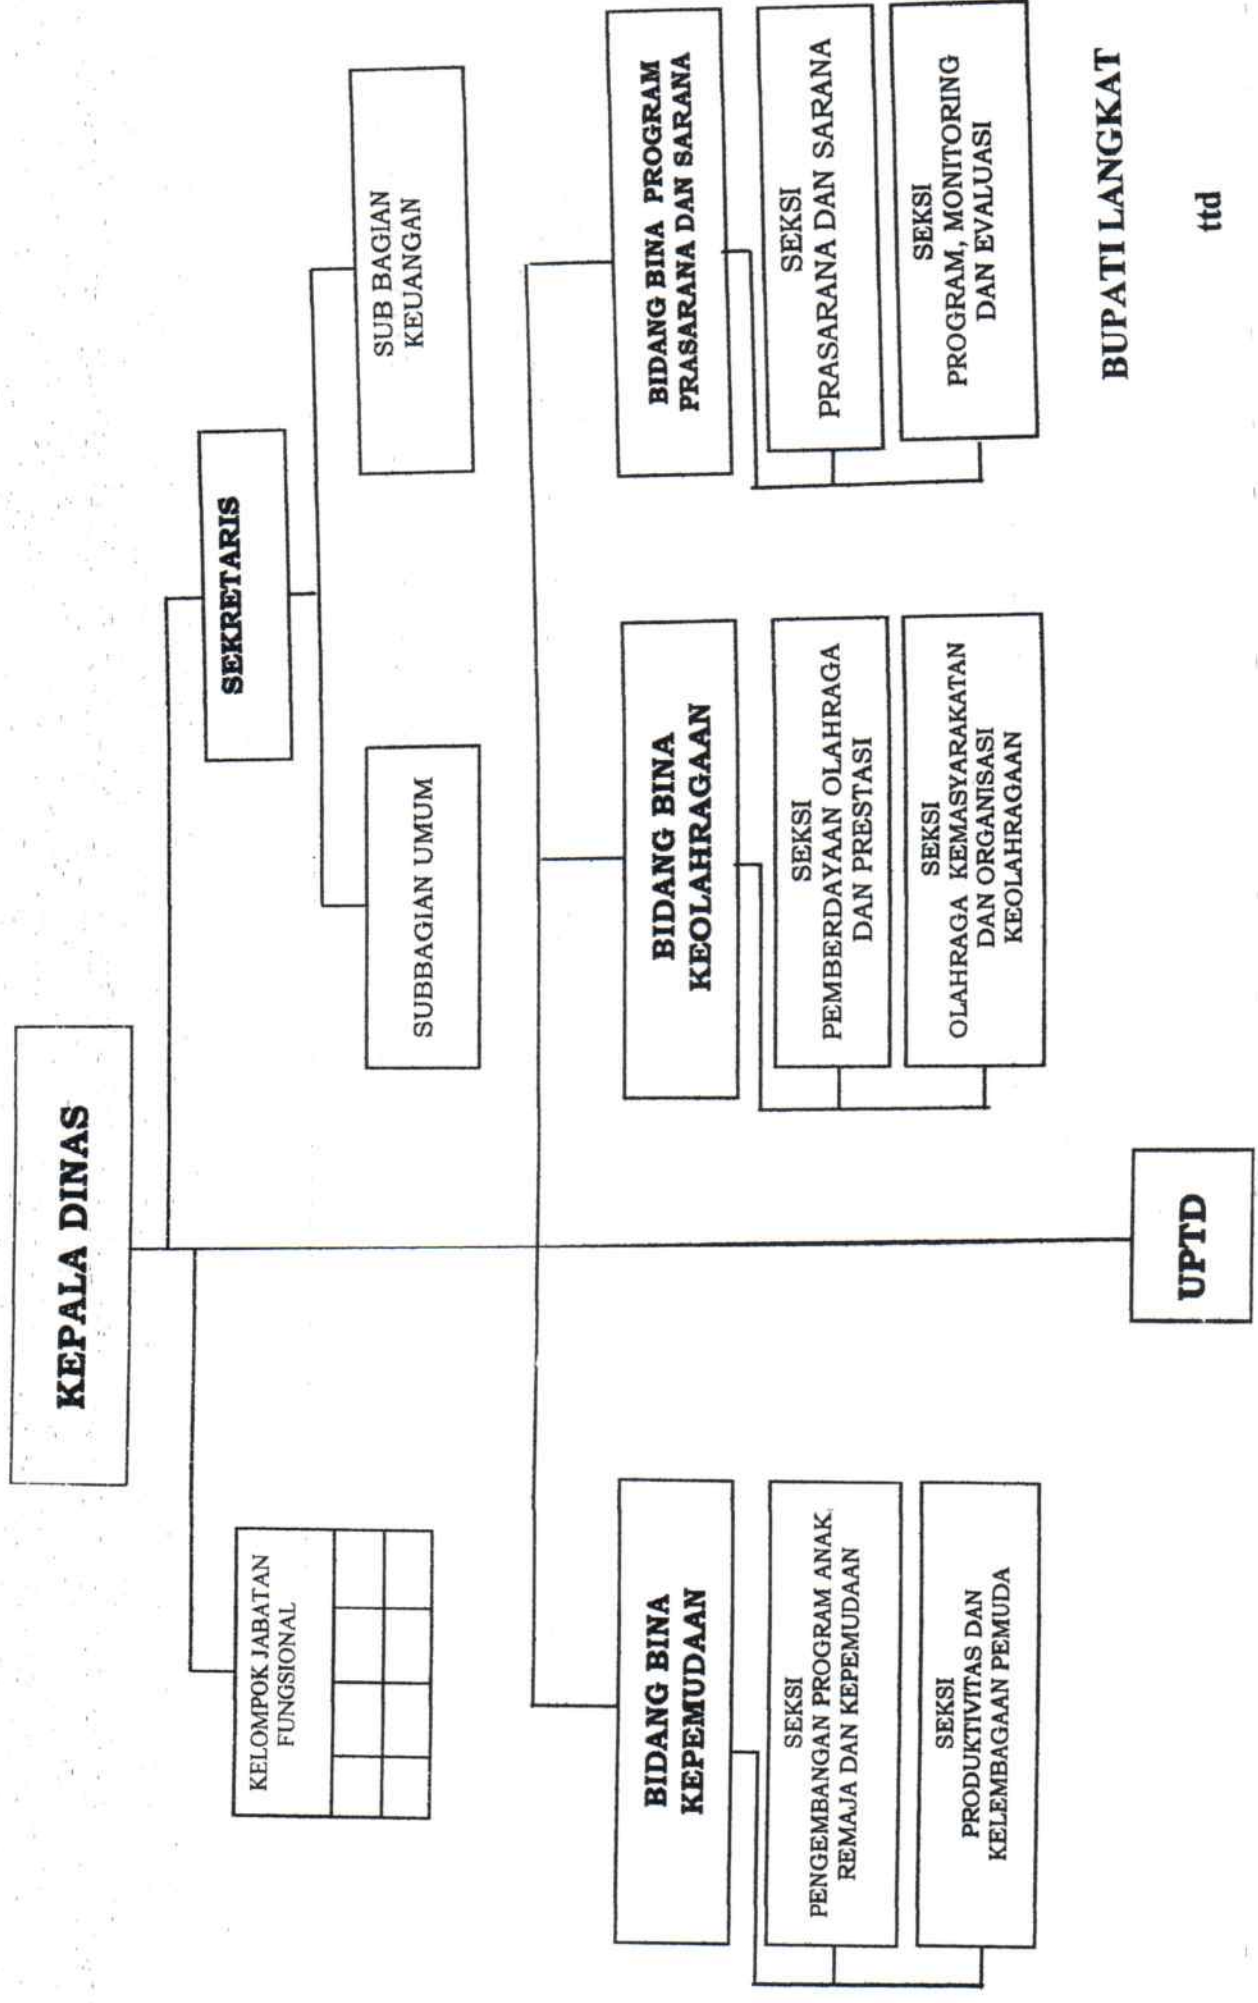 KEPALA DINAS
KELOMPOK JABATAN
FUNGSIONAL
SEKRETARIS
SUBBAGIAN UMUM
SUB BAGIAN
KEUANGAN
BIDANG BINA
KEPEMUDAAN
SEKSI
PENGEMBANGAN PROGRAM ANAK
REMAJA DAN KEPEMUDAAN
SEKSI
PRODUKTIVITAS DAN
KELEMBAGAAN PEMUDA
BIDANG BINA
KEOLAHRAGAAN
SEKSI
PEMBERDAYAAN OLAHRAGA
DAN PRESTASI
SEKSI
OLAHRAGA KEMASYARAKATAN
DAN ORGANISASI
KEOLAHRAGAAN
BIDANG BINA PROGRAM
PRASARANA DAN SARANA
SEKSI
PRASARANA DAN SARANA
SEKSI
PROGRAM, MONITORING
DAN EVALUASI
UPTD
BUPATI LANGKAT
ttd